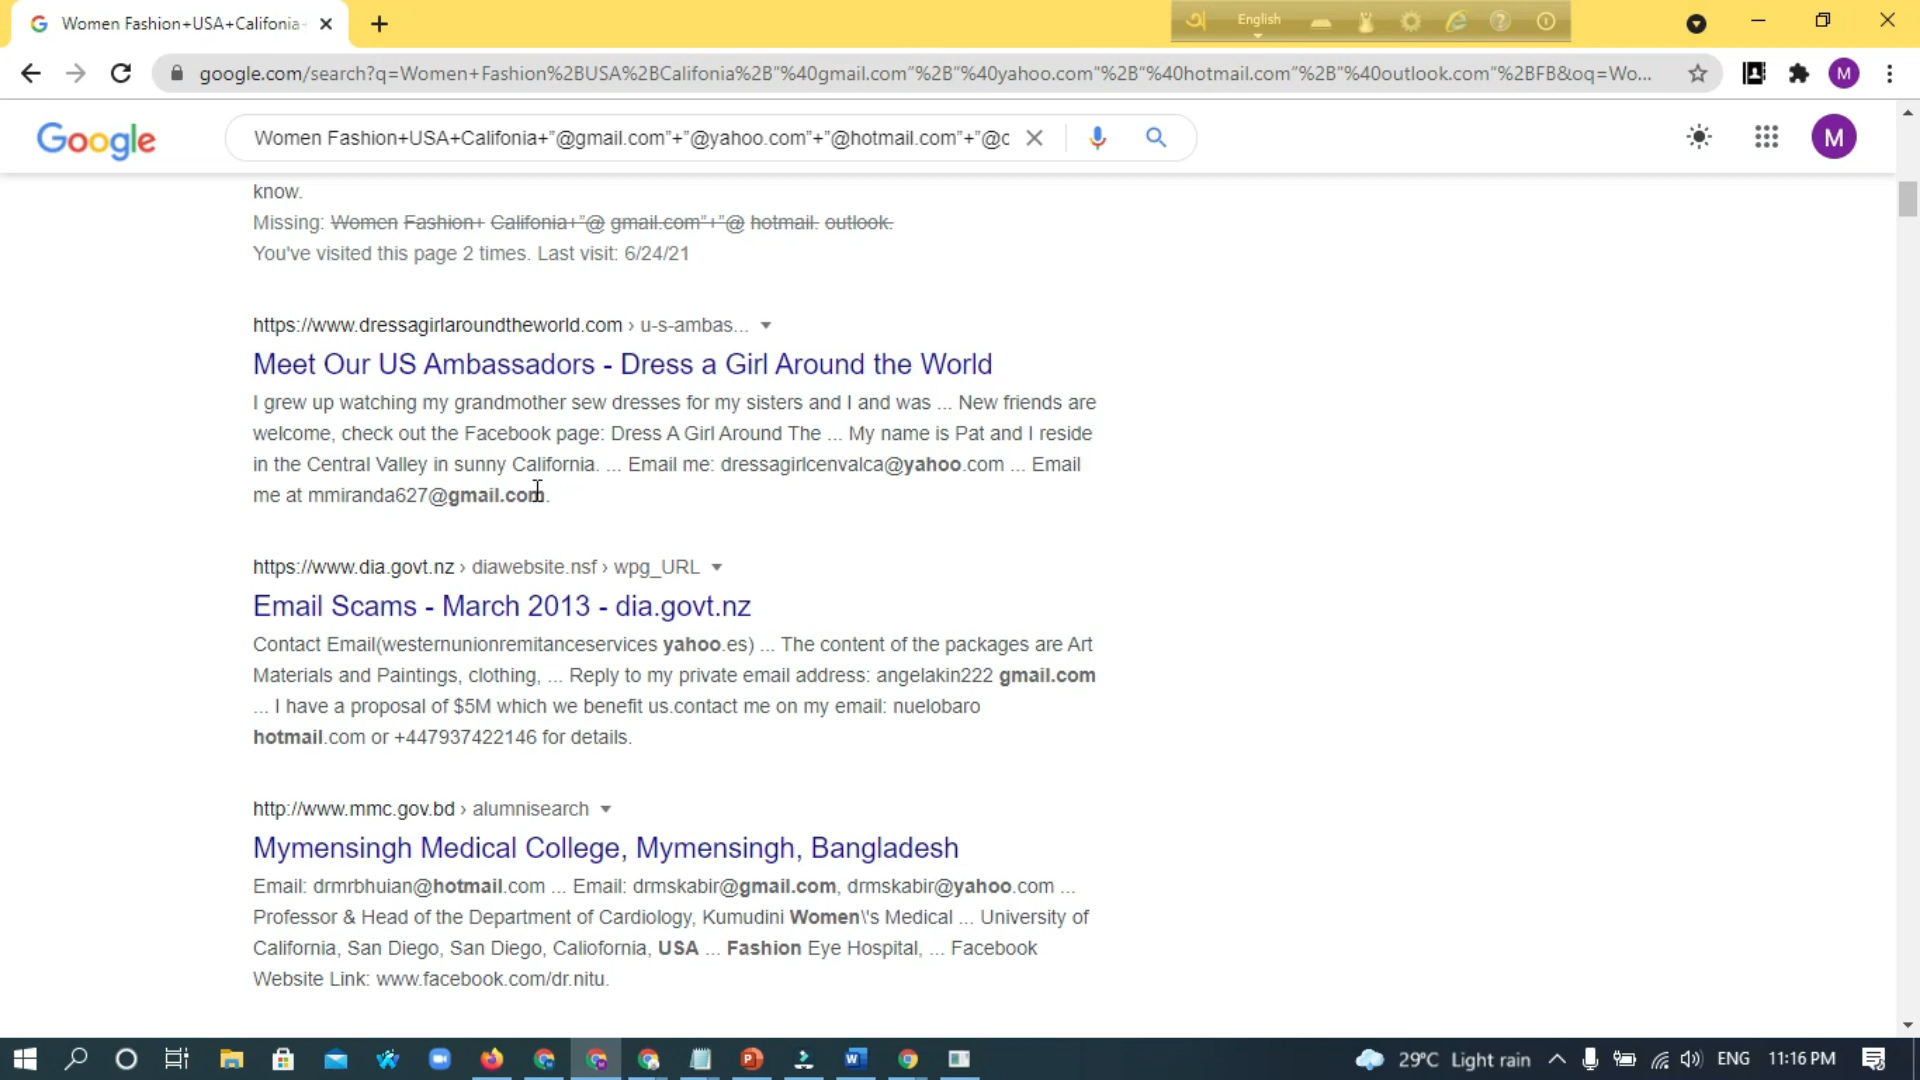 Women Fashion+USA+Califonia-
English
google.com/search?q=Women+Fashion%2BUSA%2BCalifonia%2B"%40gmail.com"%2B"%40yahoo.com"%2B"%40hotmail.com"%2B"%40outlook.com"%2BFB&oq=Wo...
M
Google
Women Fashion+USA+Califonia+"@gmail.com"+"@yahoo.com"+"@hotmail.com"+"@c
M
know.
Missing: Women Fashion+ Califonia+"@ gmail.com"+"@ hotmail. outlook.
You've visited this page 2 times. Last visit: 6/24/21
https://www.dressagirlaroundtheworld.com › u-s-ambas...
Meet Our US Ambassadors - Dress a Girl Around the World
I grew up watching my grandmother sew dresses for my sisters and I and was ... New friends are
welcome, check out the Facebook page: Dress A Girl Around The ... My name is Pat and I reside
in the Central Valley in sunny California. ... Email me: dressagirlcenvalca@yahoo.com ... Email
me at mmiranda627@gmail.com.
https://www.dia.govt.nz › diawebsite.nsf › wpg_URL
Email Scams - March 2013 - dia.govt.nz
Contact Email(westernunionremitanceservices yahoo.es) ... The content of the packages are Art
Materials and Paintings, clothing, ... Reply to my private email address: angelakin222 gmail.com
... I have a proposal of $5M which we benefit us.contact me on my email: nuelobaro
hotmail.com or +447937422146 for details.
http://www.mmc.gov.bd › alumnisearch
Mymensingh Medical College, Mymensingh, Bangladesh
Email: drmrbhuian@hotmail.com ... Email: drmskabir@gmail.com, drmskabir@yahoo.com ...
Professor & Head of the Department of Cardiology, Kumudini Women\'s Medical ... University of
California, San Diego, San Diego, Caliofornia, USA ... Fashion Eye Hospital, ... Facebook
Website Link: www.facebook.com/dr.nitu.
29°C Light rain
ENG
11:16 PM